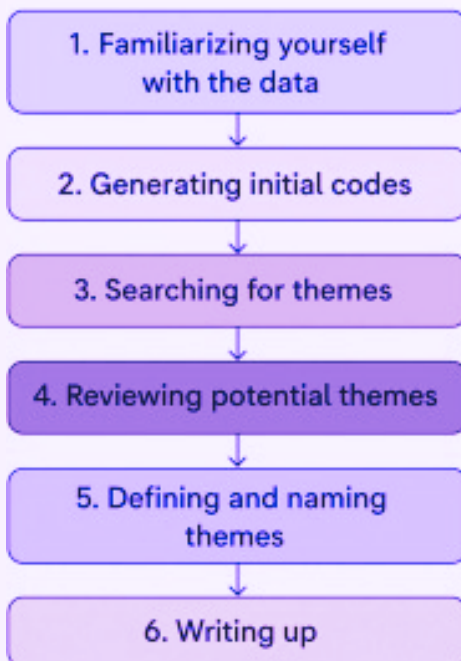 1. Familiarizing yourself
with the data
2. Generating initial codes
3. Searching for themes
4. Reviewing potential themes
5. Defining and naming
themes
6. Writing up